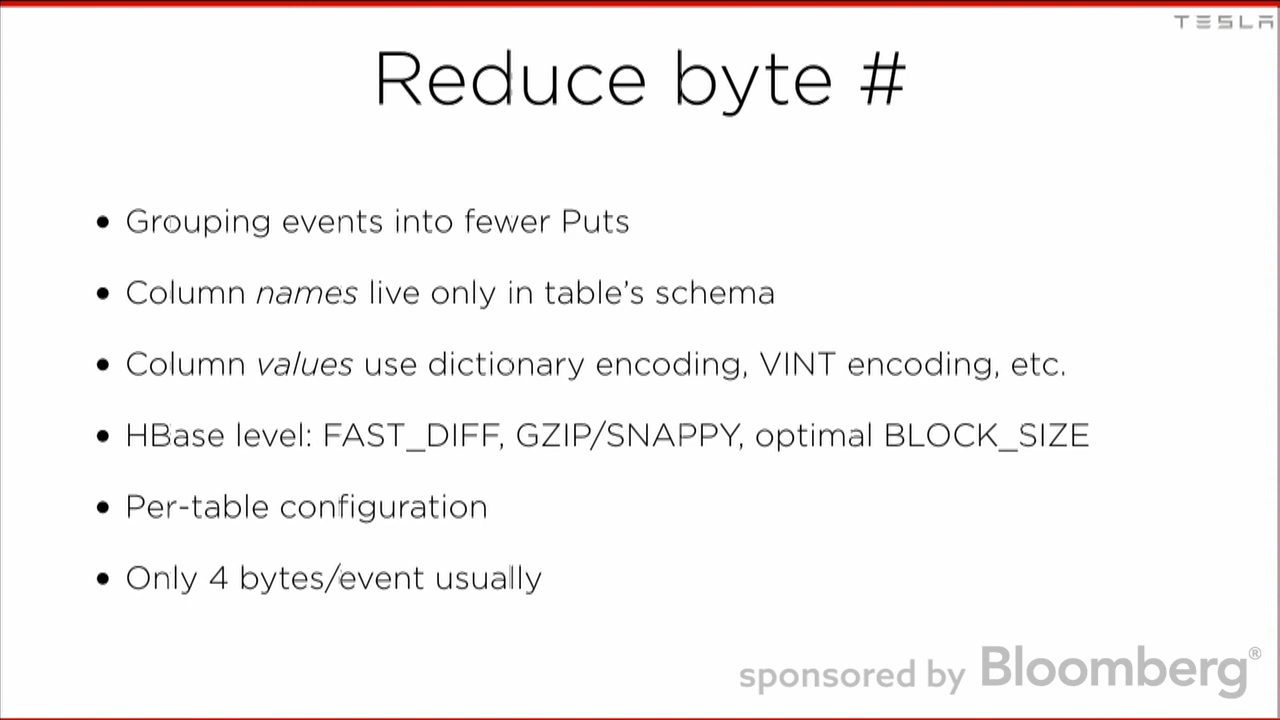 TESLA
Reduce byte #
• Grouping events into fewer Puts
• Column names live only in table's schema
• Column values use dictionary encoding, VINT encoding, etc.
• HBase level: FAST_DIFF, GZIP/SNAPPY, optimal BLOCK_SIZE
• Per-table configuration
• Only 4 bytes/event usually
sponsored by Bloomberg®